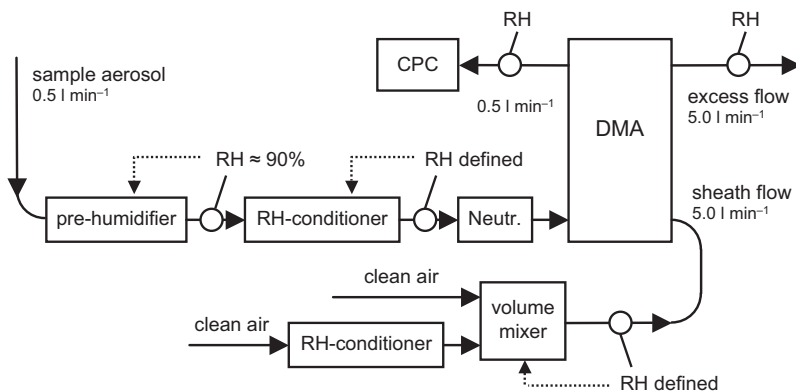 RH
RH
sample aerosol
0.5 l min⁻¹
CPC
0.5 l min⁻¹
DMA
excess flow
5.0 l min⁻¹
RH ≈ 90%
RH defined
sheath flow
5.0 l min⁻¹
pre-humidifier
RH-conditioner
Neutr.
clean air
volume
mixer
clean air
RH-conditioner
RH defined